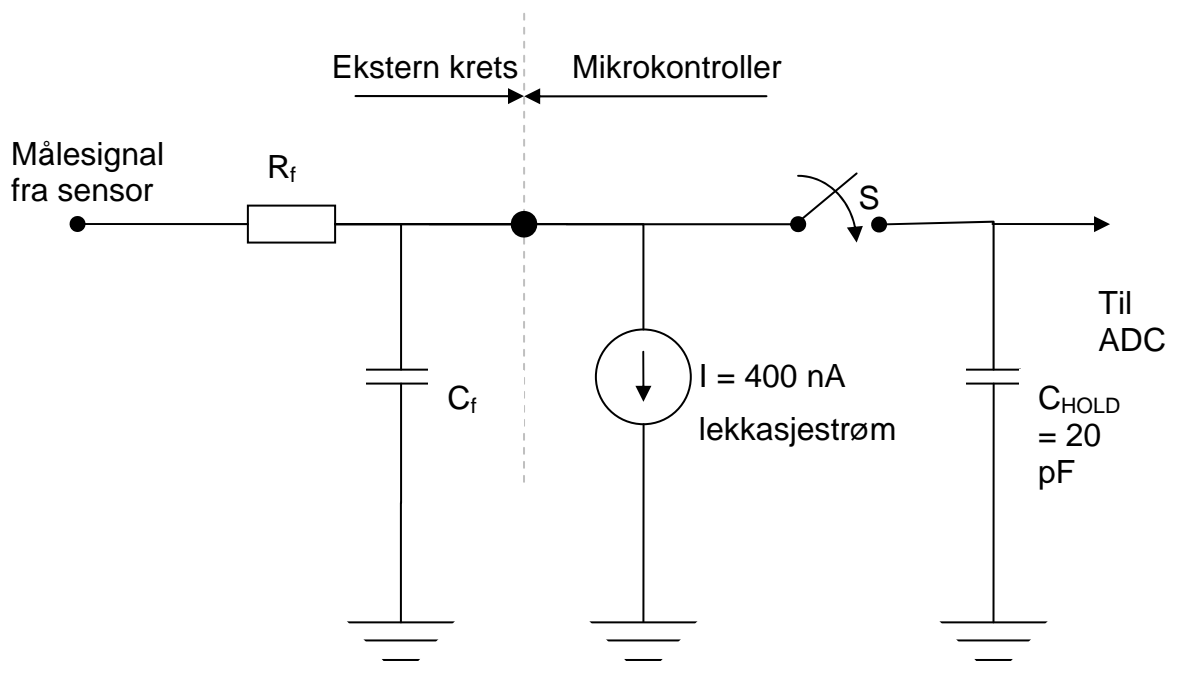 Ekstern krets
Mikrokontroller
Målesignal
fra sensor
Rf
S
Til
ADC
Cf
I = 400 nA
lekkasjestrøm
CHOLD
= 20
pF